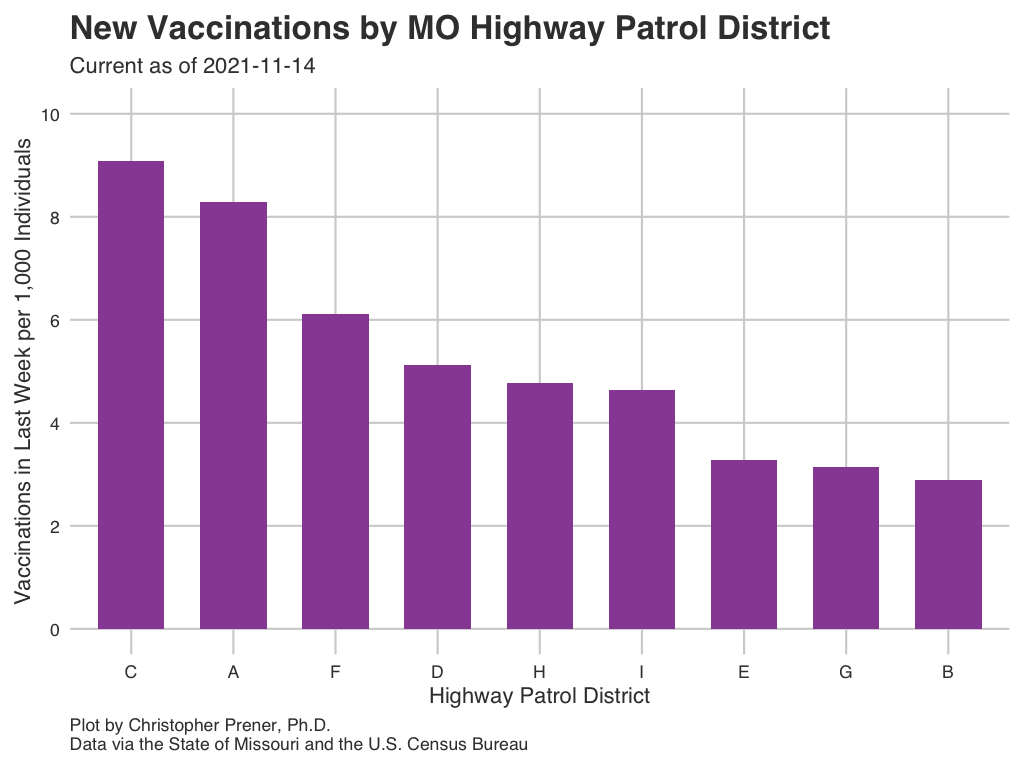 New Vaccinations by MO Highway Patrol District
Current as of 2021-11-14
Vaccinations in Last Week per 1,000 Individuals
10
8
6
4
2
0
C A F D H I E G B
Highway Patrol District
Plot by Christopher Prener, Ph.D.
Data via the State of Missouri and the U.S. Census Bureau